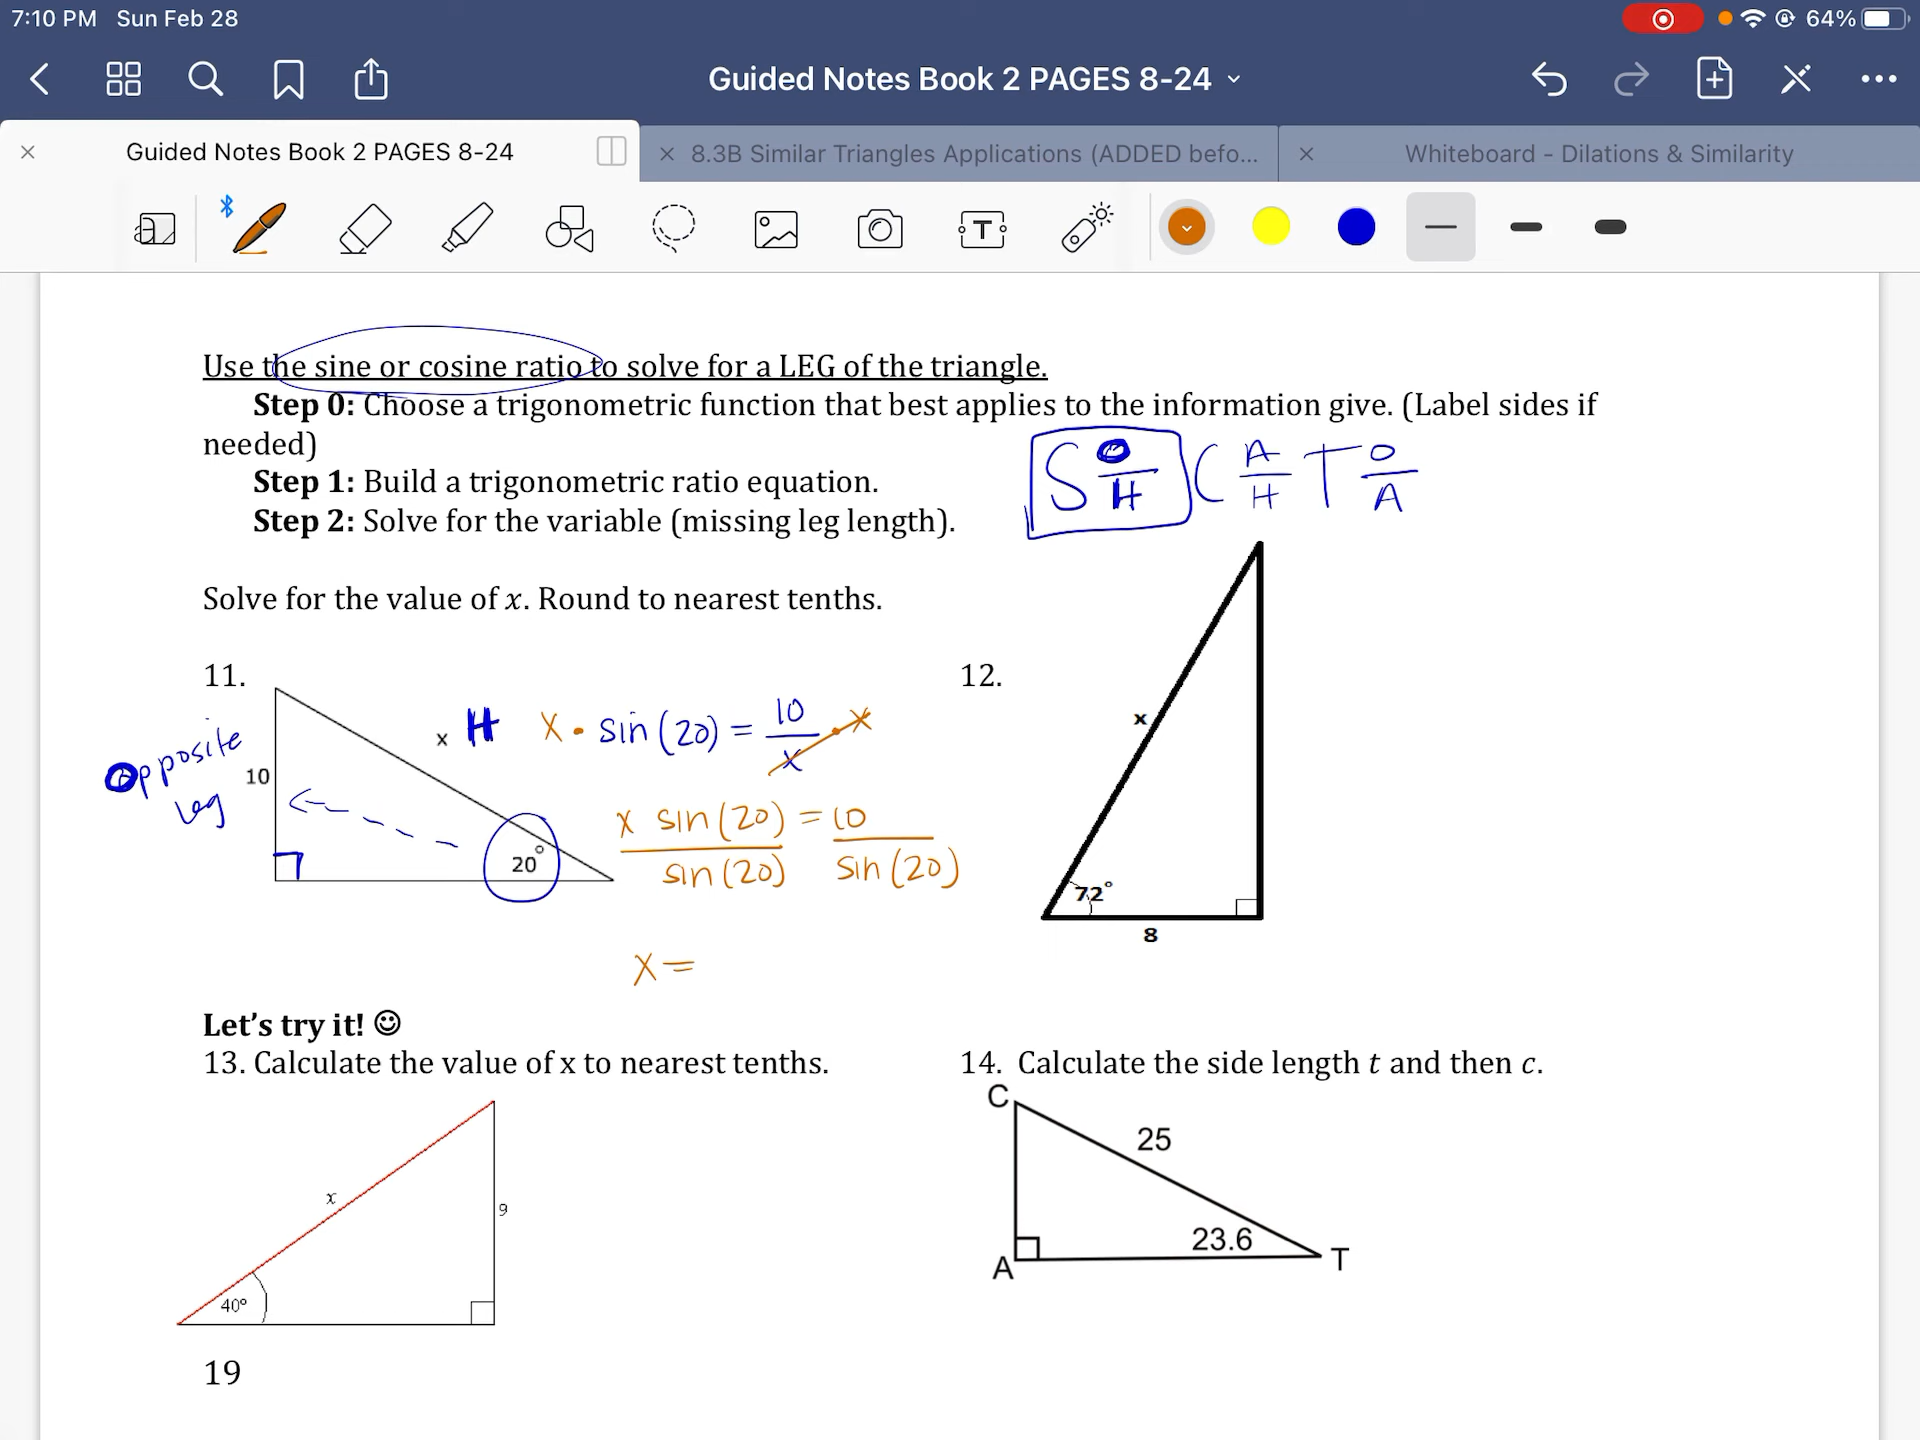 7:10 PM Sun Feb 28
64%
Guided Notes Book 2 PAGES 8-24
Guided Notes Book 2 PAGES 8-24
8.3B Similar Triangles Applications (ADDED befo...
Whiteboard - Dilations & Similarity
Use the sine or cosine ratio to solve for a LEG of the triangle.
Step 0: Choose a trigonometric function that best applies to the information give. (Label sides if
needed)
S O/H C A/H T O/A
Step 1: Build a trigonometric ratio equation.
Step 2: Solve for the variable (missing leg length).
Solve for the value of x. Round to nearest tenths.
11.
Opposite
leg
10
x
H
20°
x · sin(20) = 10/x · x
x sin(20)/sin(20) = 10/sin(20)
x =
12.
x
72°
8
Let's try it! ☺
13. Calculate the value of x to nearest tenths.
x
9
40°
14. Calculate the side length t and then c.
C
25
23.6
A
T
19